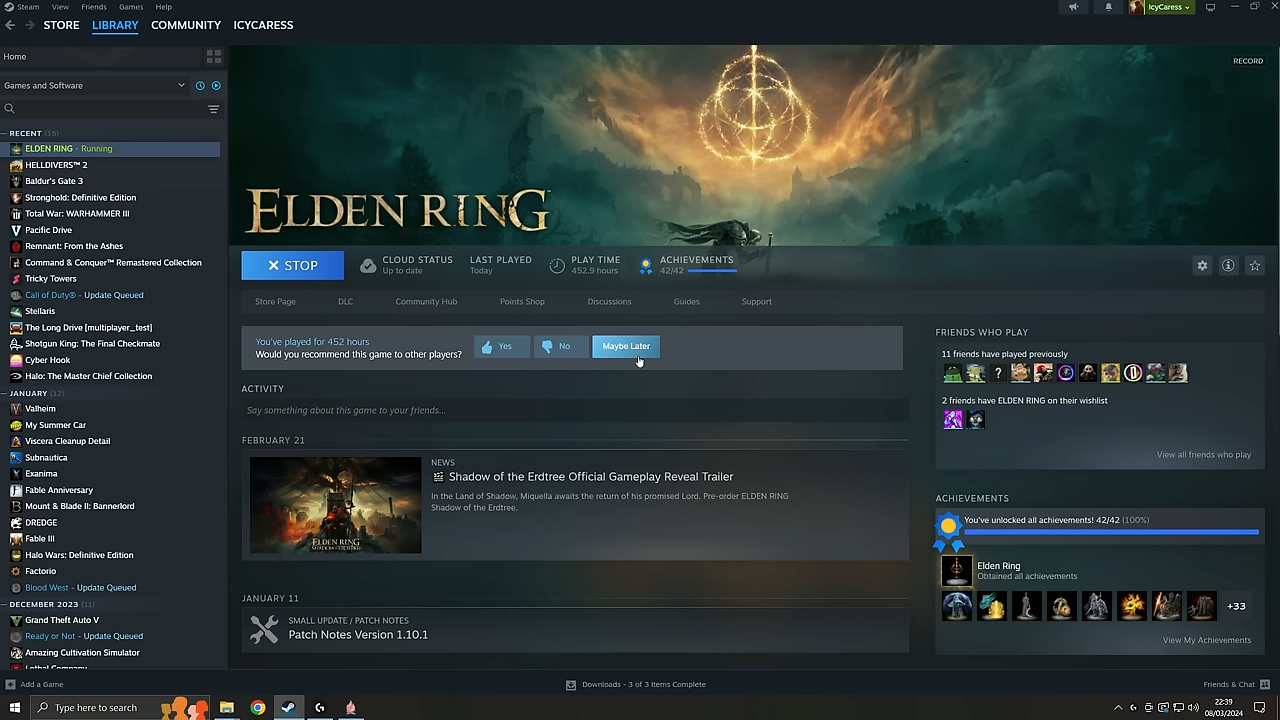 Steam View Friends Games Help
IcyCaress
STORE LIBRARY COMMUNITY ICYCARESS
Home
Games and Software
RECENT (15)
ELDEN RING - Running
HELLDIVERS™ 2
Baldur's Gate 3
Stronghold: Definitive Edition
Total War: WARHAMMER III
Pacific Drive
Remnant: From the Ashes
Command & Conquer™ Remastered Collection
Tricky Towers
Call of Duty® - Update Queued
Stellaris
The Long Drive [multiplayer_test]
Shotgun King: The Final Checkmate
Cyber Hook
Halo: The Master Chief Collection
JANUARY (12)
Valheim
My Summer Car
Viscera Cleanup Detail
Subnautica
Exanima
Fable Anniversary
Mount & Blade II: Bannerlord
DREDGE
Fable III
Halo Wars: Definitive Edition
Factorio
Blood West - Update Queued
DECEMBER 2023 (11)
Grand Theft Auto V
Ready or Not - Update Queued
Amazing Cultivation Simulator
Lethal Company
Add a Game
RECORD
ELDEN RING
STOP
CLOUD STATUS
Up to date
LAST PLAYED
Today
PLAY TIME
452.9 hours
ACHIEVEMENTS
42/42
Store Page DLC Community Hub Points Shop Discussions Guides Support
You've played for 452 hours
Would you recommend this game to other players?
Yes
No
Maybe Later
ACTIVITY
Say something about this game to your friends...
FEBRUARY 21
NEWS
Shadow of the Erdtree Official Gameplay Reveal Trailer
In the Land of Shadow, Miquella awaits the return of his promised Lord. Pre-order ELDEN RING
Shadow of the Erdtree.
ELDEN RING
SHADOW OF THE ERDTREE
JANUARY 11
SMALL UPDATE / PATCH NOTES
Patch Notes Version 1.10.1
FRIENDS WHO PLAY
11 friends have played previously
?
2 friends have ELDEN RING on their wishlist
View all friends who play
ACHIEVEMENTS
You've unlocked all achievements! 42/42 (100%)
Elden Ring
Obtained all achievements
+33
View My Achievements
Downloads - 3 of 3 Items Complete
Friends & Chat
Type here to search
22:39
08/03/2024